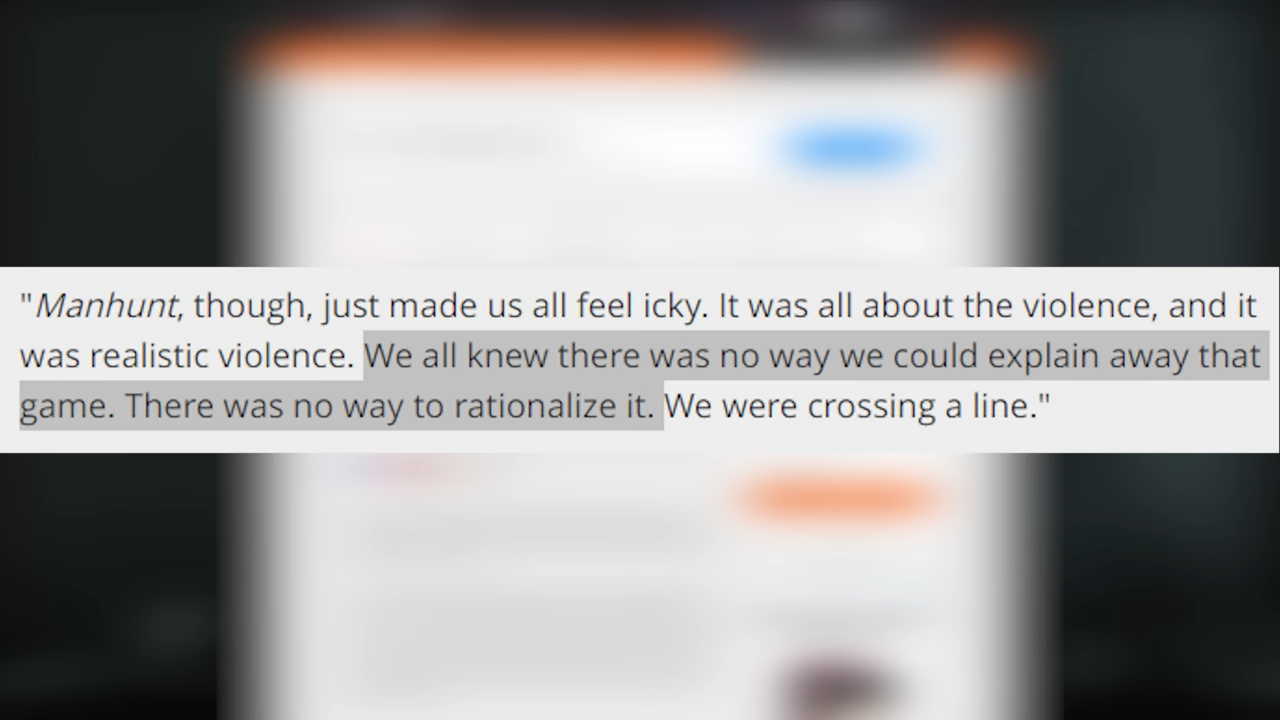 "Manhunt, though, just made us all feel icky. It was all about the violence, and it
was realistic violence. We all knew there was no way we could explain away that
game. There was no way to rationalize it. We were crossing a line."